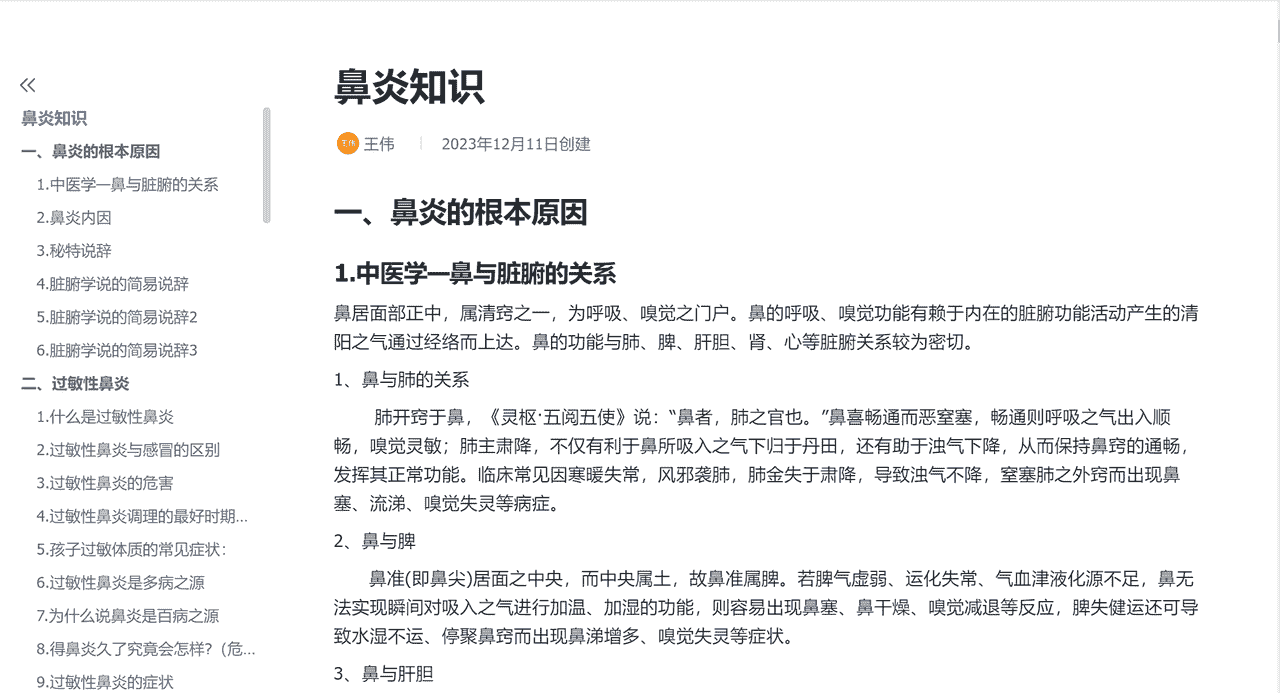 鼻炎知识
一、鼻炎的根本原因
1.中医学—鼻与脏腑的关系
2.鼻炎内因
3.秘特说辞
4.脏腑学说的简易说辞
5.脏腑学说的简易说辞2
6.脏腑学说的简易说辞3
二、过敏性鼻炎
1.什么是过敏性鼻炎
2.过敏性鼻炎与感冒的区别
3.过敏性鼻炎的危害
4.过敏性鼻炎调理的最好时期...
5.孩子过敏体质的常见症状：
6.过敏性鼻炎是多病之源
7.为什么说鼻炎是百病之源
8.得鼻炎久了究竟会怎样？（危...
9.过敏性鼻炎的症状
鼻炎知识
王伟 2023年12月11日创建
一、鼻炎的根本原因
1.中医学—鼻与脏腑的关系
鼻居面部正中，属清窍之一，为呼吸、嗅觉之门户。鼻的呼吸、嗅觉功能有赖于内在的脏腑功能活动产生的清
阳之气通过经络而上达。鼻的功能与肺、脾、肝胆、肾、心等脏腑关系较为密切。
1、鼻与肺的关系
肺开窍于鼻，《灵枢·五阅五使》说：“鼻者，肺之官也。”鼻喜畅通而恶窒塞，畅通则呼吸之气出入顺
畅，嗅觉灵敏；肺主肃降，不仅有利于鼻所吸入之气下归于丹田，还有助于浊气下降，从而保持鼻窍的通畅，
发挥其正常功能。临床常见因寒暖失常，风邪袭肺，肺金失于肃降，导致浊气不降，窒塞肺之外窍而出现鼻
塞、流涕、嗅觉失灵等病症。
2、鼻与脾
鼻准(即鼻尖)居面之中央，而中央属土，故鼻准属脾。若脾气虚弱、运化失常、气血津液化源不足，鼻无
法实现瞬间对吸入之气进行加温、加湿的功能，则容易出现鼻塞、鼻干燥、嗅觉减退等反应，脾失健运还可导
致水湿不运、停聚鼻窍而出现鼻涕增多、嗅觉失灵等症状。
3、鼻与肝胆